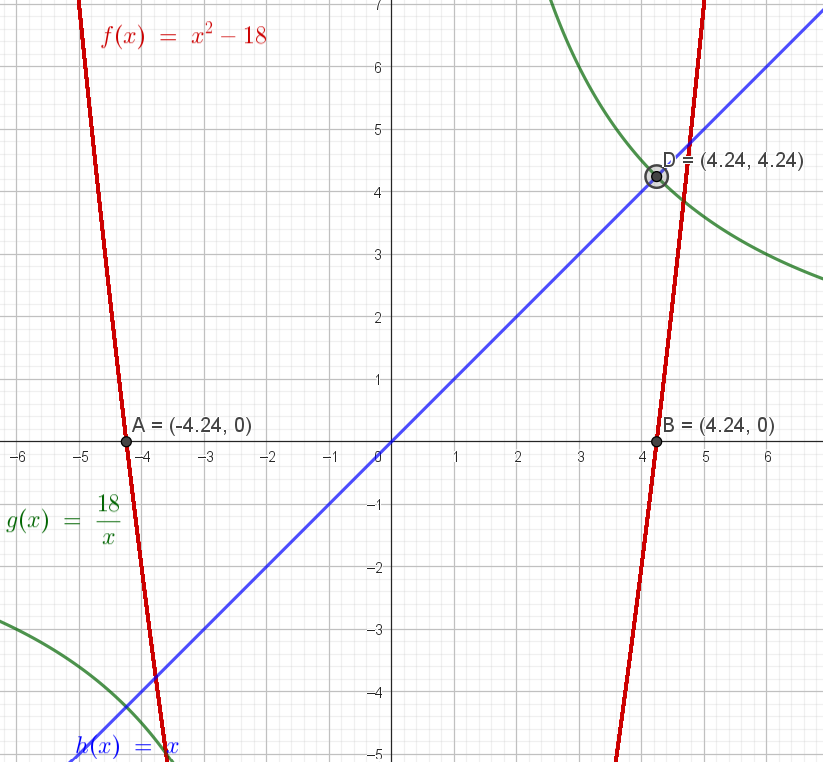 7
f(x) = x² − 18
6
5
D = (4.24, 4.24)
4
3
2
1
A = (-4.24, 0)
B = (4.24, 0)
−6 −5 −4 −3 −2 −1 0 1 2 3 4 5 6
−1
g(x) = 18/x
−2
−3
−4
h(x) = x
−5